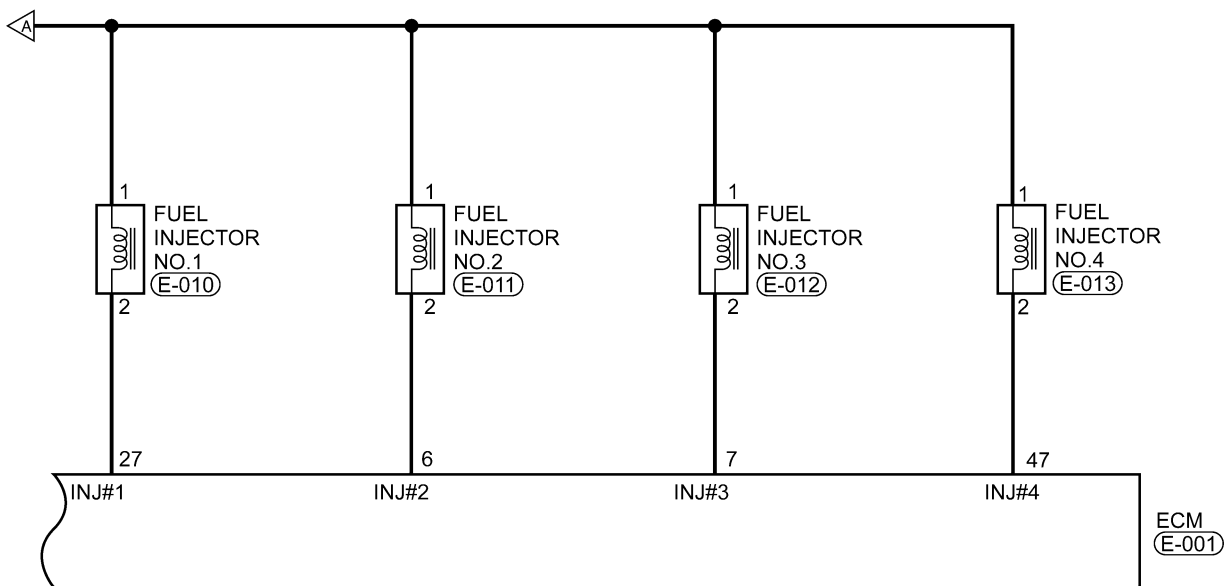 A
1
FUEL
INJECTOR
NO.1
E-010
2
1
FUEL
INJECTOR
NO.2
E-011
2
1
FUEL
INJECTOR
NO.3
E-012
2
1
FUEL
INJECTOR
NO.4
E-013
2
27
6
7
47
INJ#1
INJ#2
INJ#3
INJ#4
ECM
E-001